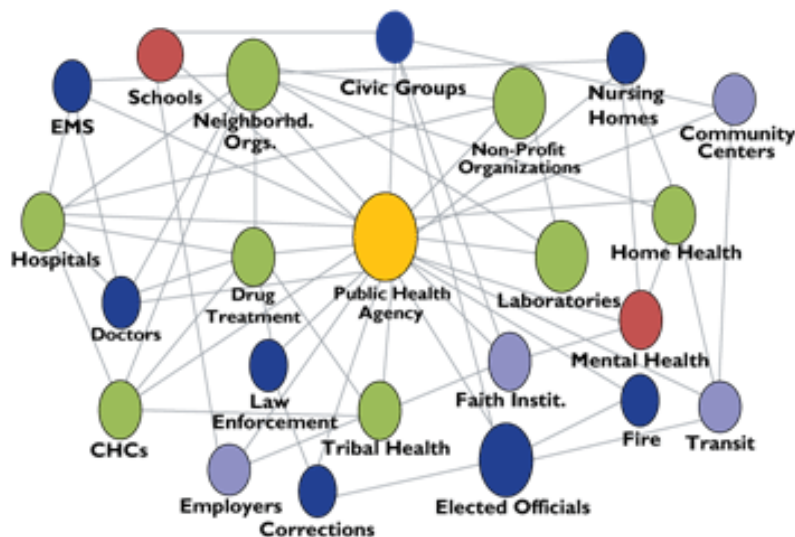 Schools
EMS
Neighborhd.
Orgs.
Civic Groups
Non-Profit
Organizations
Nursing
Homes
Community
Centers
Hospitals
Doctors
Drug
Treatment
Public Health
Agency
Laboratories
Home Health
Mental Health
CHCs
Law
Enforcement
Tribal Health
Faith Instit.
Fire
Transit
Employers
Corrections
Elected Officials